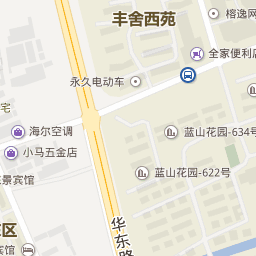 丰舍西苑
榕逸网
全家便利店
永久电动车
宅
海尔空调
蓝山花园-634号
小马五金店
蓝山花园-622号
景宾馆
华东路
区
宾馆